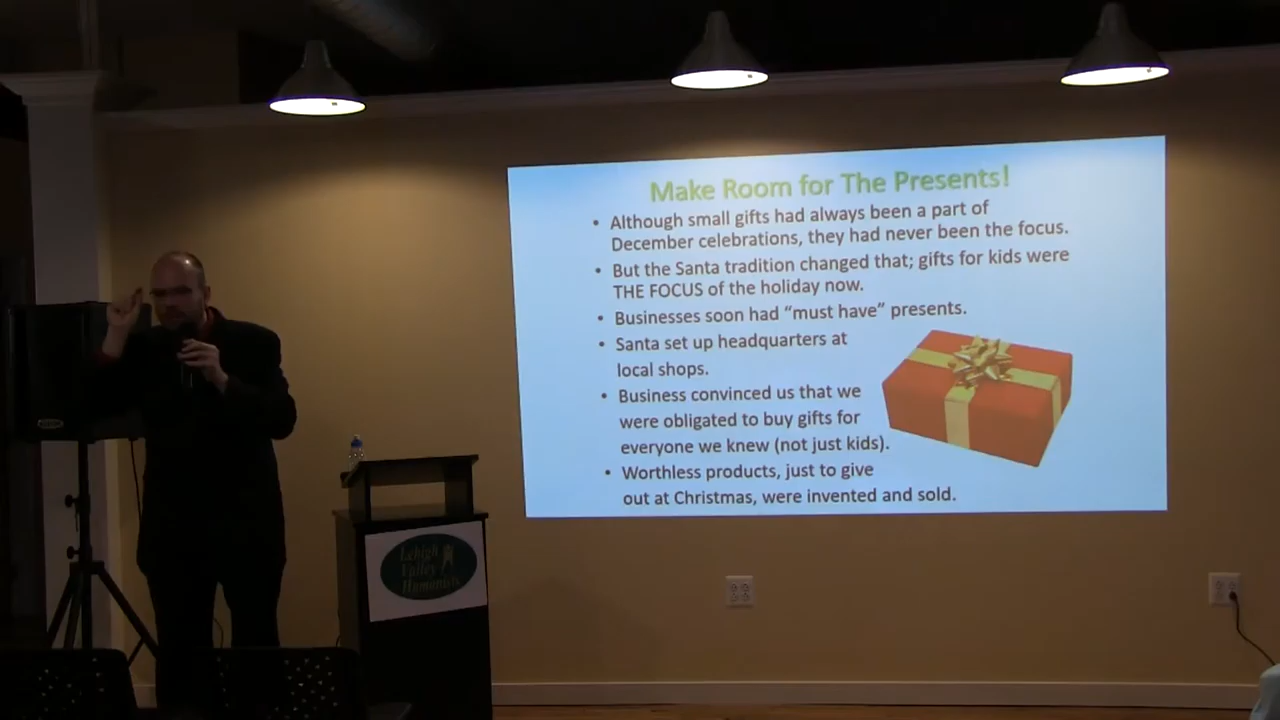 Make Room for The Presents!
• Although small gifts had always been a part of
December celebrations, they had never been the focus.
• But the Santa tradition changed that; gifts for kids were
THE FOCUS of the holiday now.
• Businesses soon had “must have” presents.
• Santa set up headquarters at
local shops.
• Business convinced us that we
were obligated to buy gifts for
everyone we knew (not just kids).
• Worthless products, just to give
out at Christmas, were invented and sold.
Lehigh
Valley
Humanists